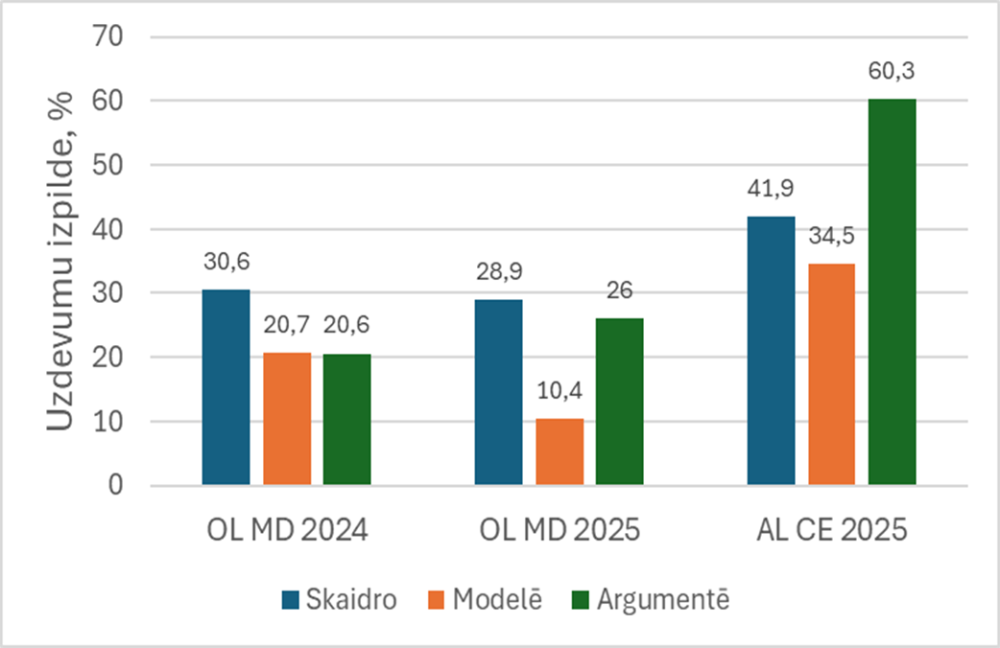 Uzdevumu izpilde, %
70
60
50
40
30
20
10
0
30,6
20,7
20,6
28,9
10,4
26
41,9
34,5
60,3
OL MD 2024
OL MD 2025
AL CE 2025
Skaidro
Modelē
Argumentē